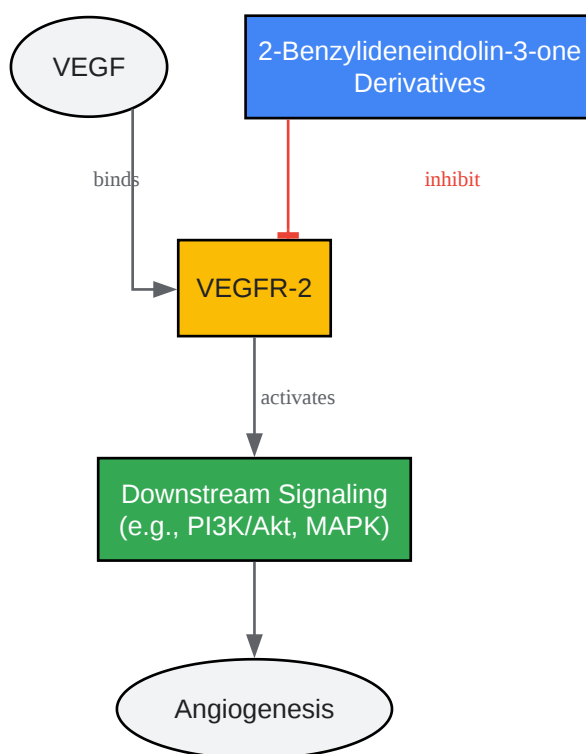 VEGF
2-Benzylideneindolin-3-one
Derivatives
binds
inhibit
VEGFR-2
activates
Downstream Signaling
(e.g., PI3K/Akt, MAPK)
Angiogenesis